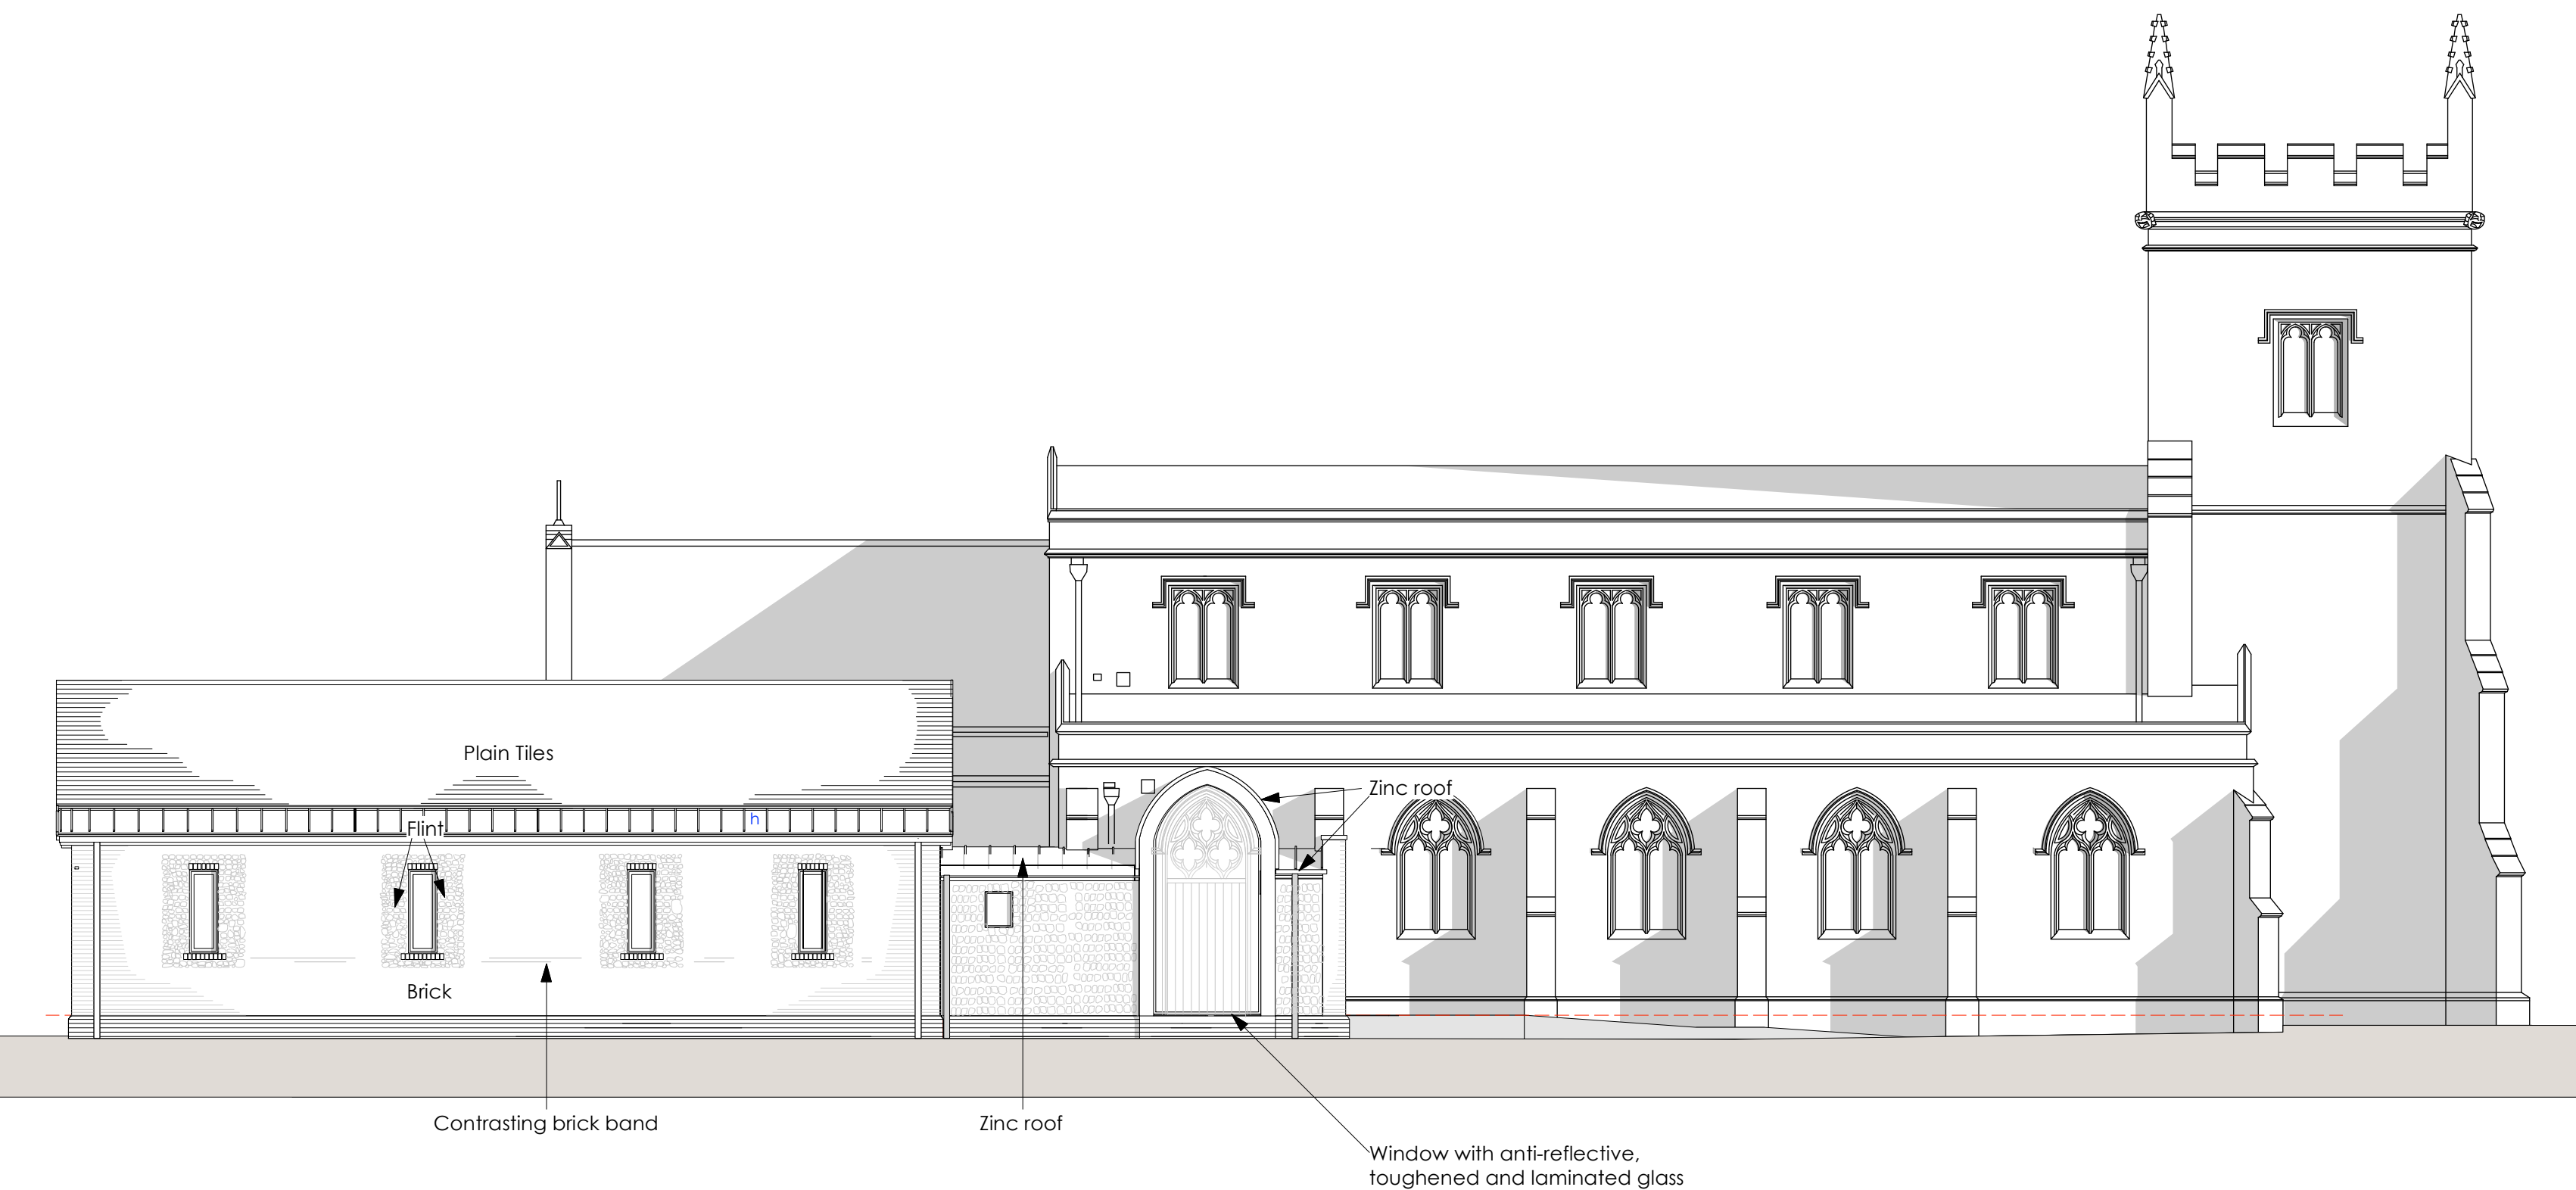 Plain Tiles
Zinc roof
h
Flint
Brick
Contrasting brick band
Zinc roof
Window with anti-reflective,
toughened and laminated glass